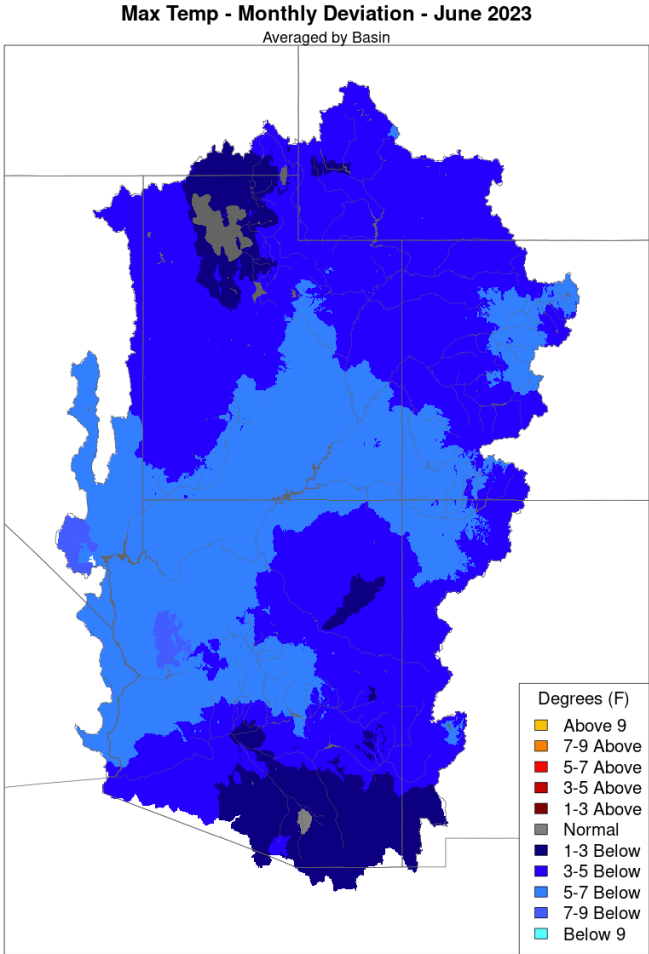 Max Temp - Monthly Deviation - June 2023
Averaged by Basin
Degrees (F)
Above 9
7-9 Above
5-7 Above
3-5 Above
1-3 Above
Normal
1-3 Below
3-5 Below
5-7 Below
7-9 Below
Below 9